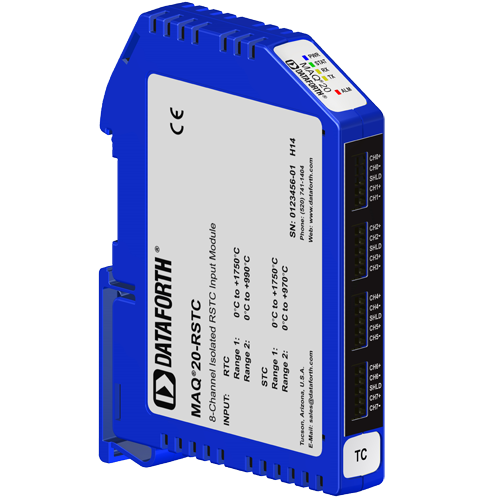 PWR
STAT
RX
TX
ALM
DATAFORTH®
MAQ®20
CE
DATAFORTH®
MAQ®20-RSTC
8-Channel Isolated RSTC Input Module
INPUT: RTC
Range 1: 0°C to +1750°C
Range 2: 0°C to +990°C
STC
Range 1: 0°C to +1750°C
Range 2: 0°C to +970°C
Tucson, Arizona, U.S.A.
E-Mail: sales@dataforth.com
SN: 0123456-01 H14
Phone: (520) 741-1404
Web: www.dataforth.com
CH0+
CH0-
SHLD
CH1+
CH1-
CH2+
CH2-
SHLD
CH3+
CH3-
CH4+
CH4-
SHLD
CH5+
CH5-
CH6+
CH6-
SHLD
CH7+
CH7-
TC